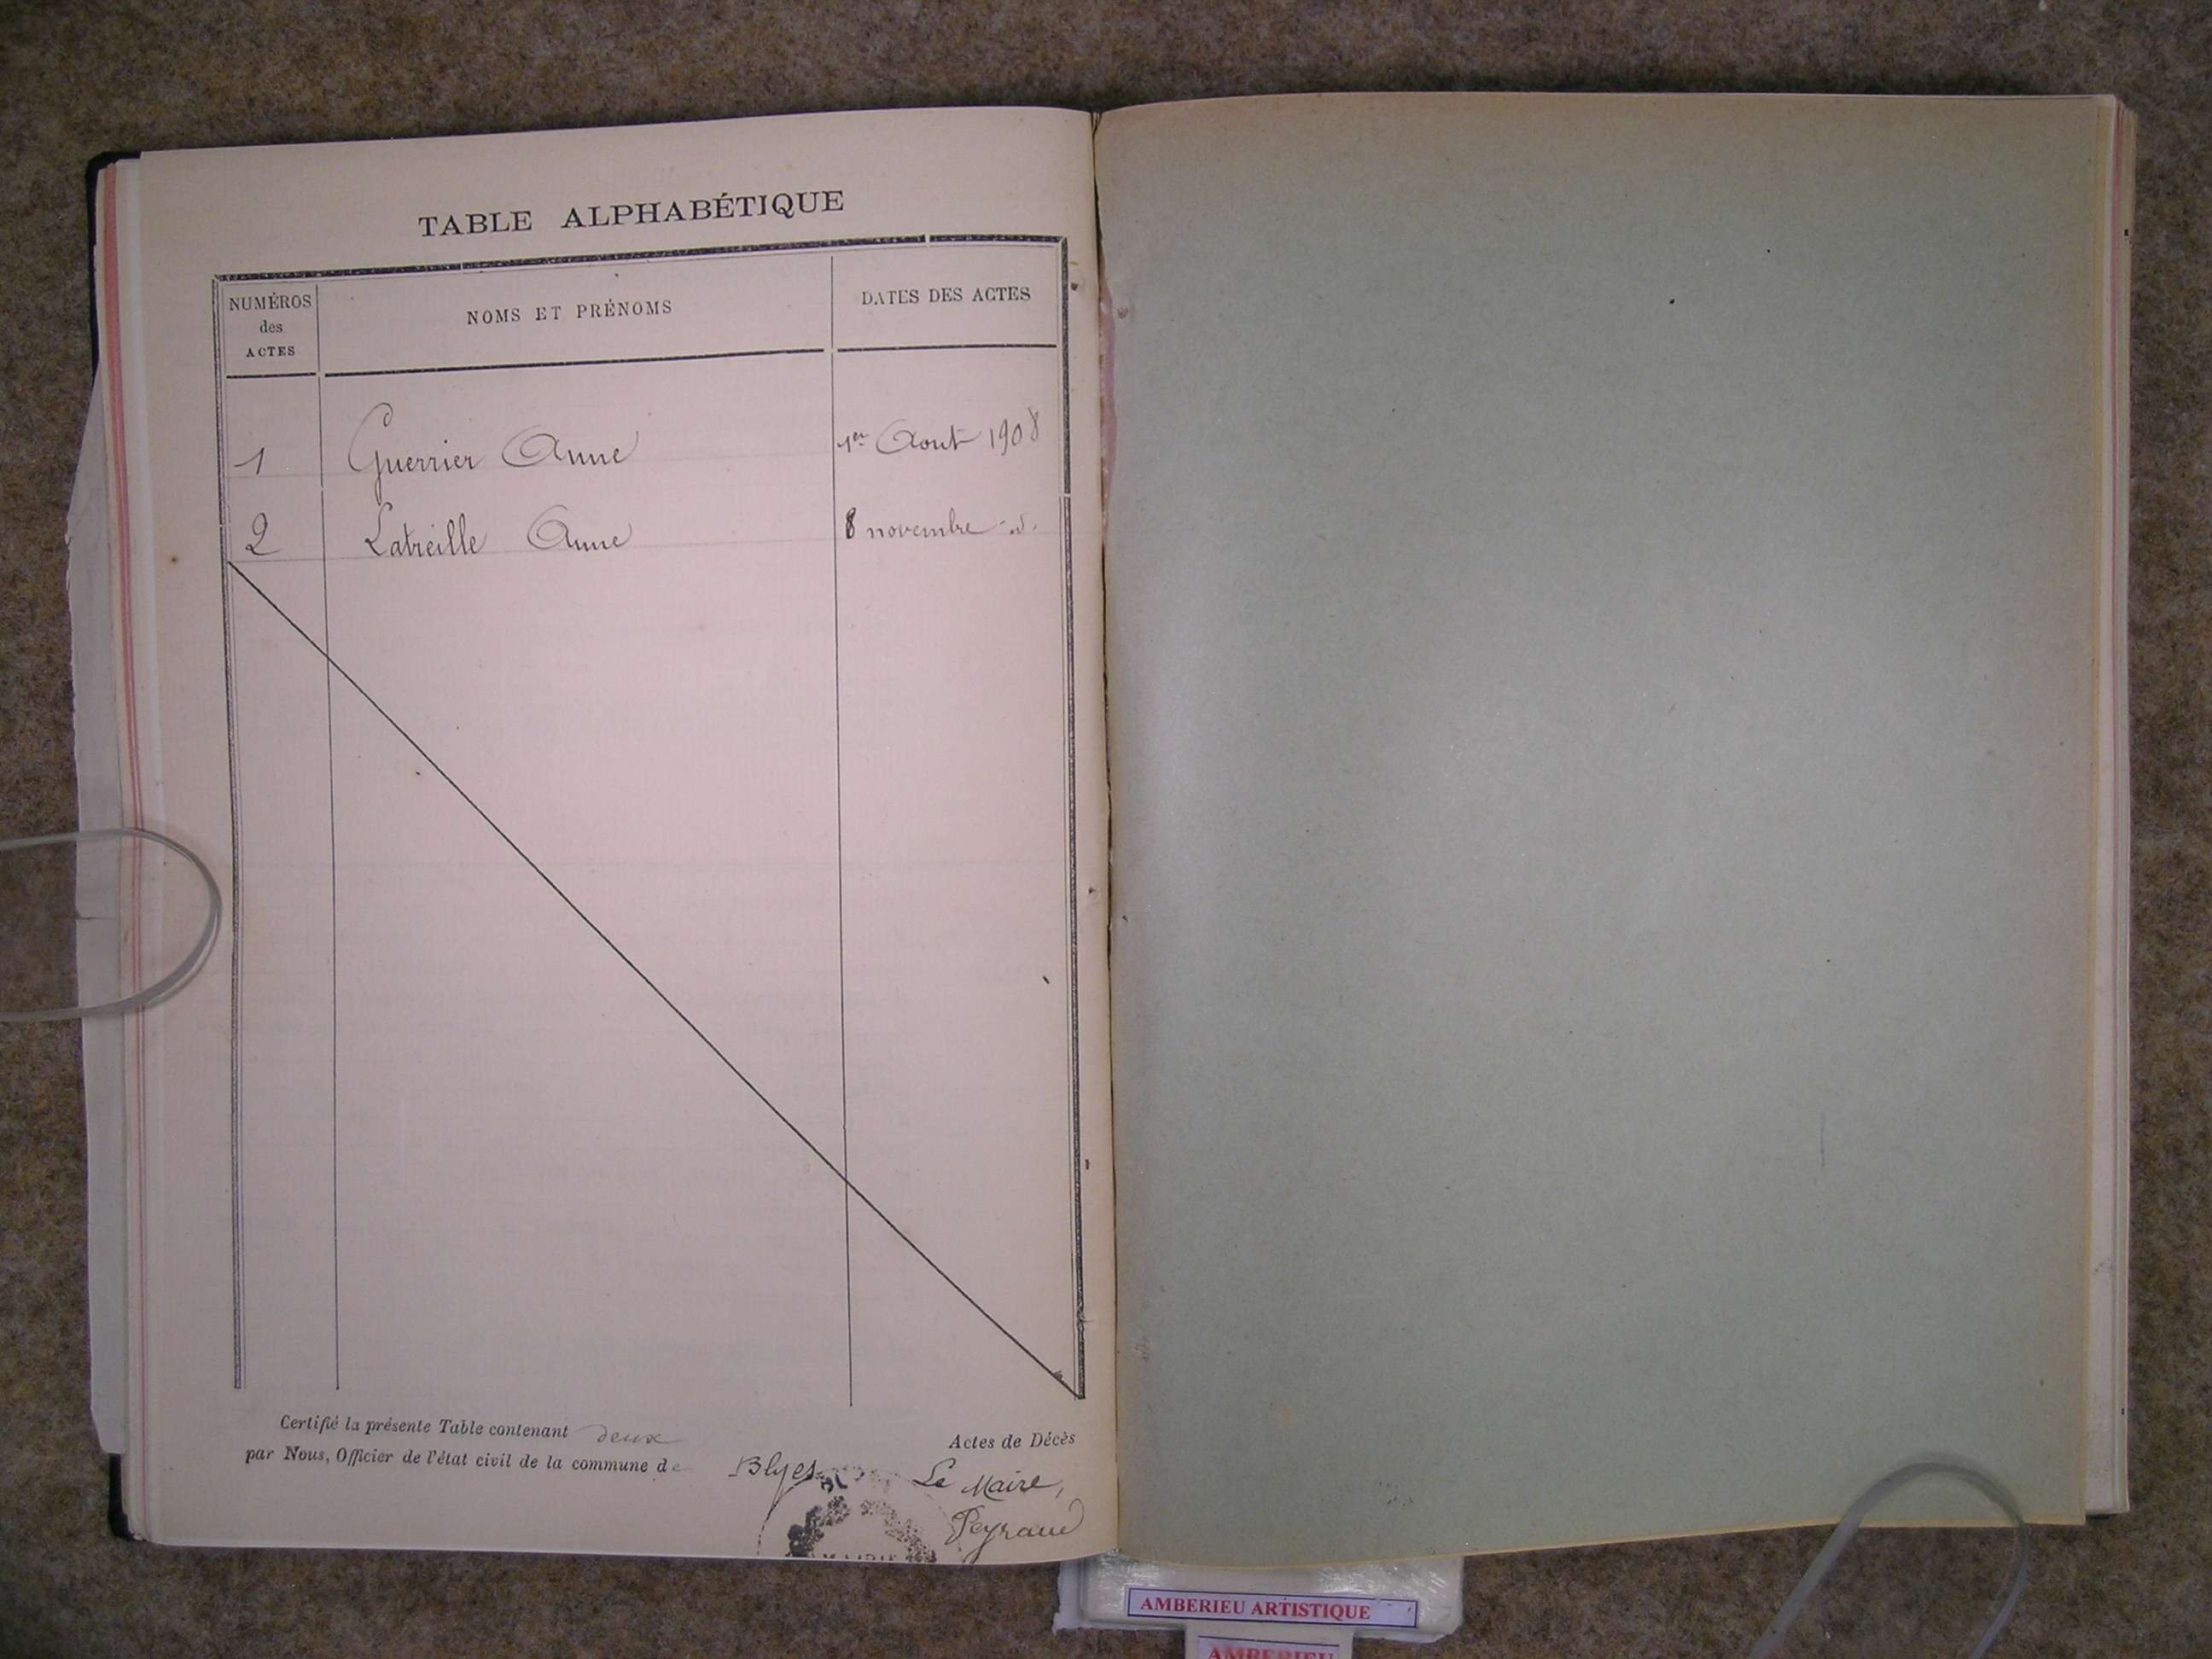 TABLE ALPHABÉTIQUE
NUMÉROS
des
ACTES
NOMS ET PRÉNOMS
DATES DES ACTES
1 Guerrier Anne 1er Aout 1908
2 Latreille Anne 8 novembre
Certifié la présente Table contenant deux Actes de Décès
par Nous, Officier de l'état civil de la commune de Blyes
Le Maire,
Peyraud
MAIRIE
AMBERIEU ARTISTIQUE
AMBERIEU